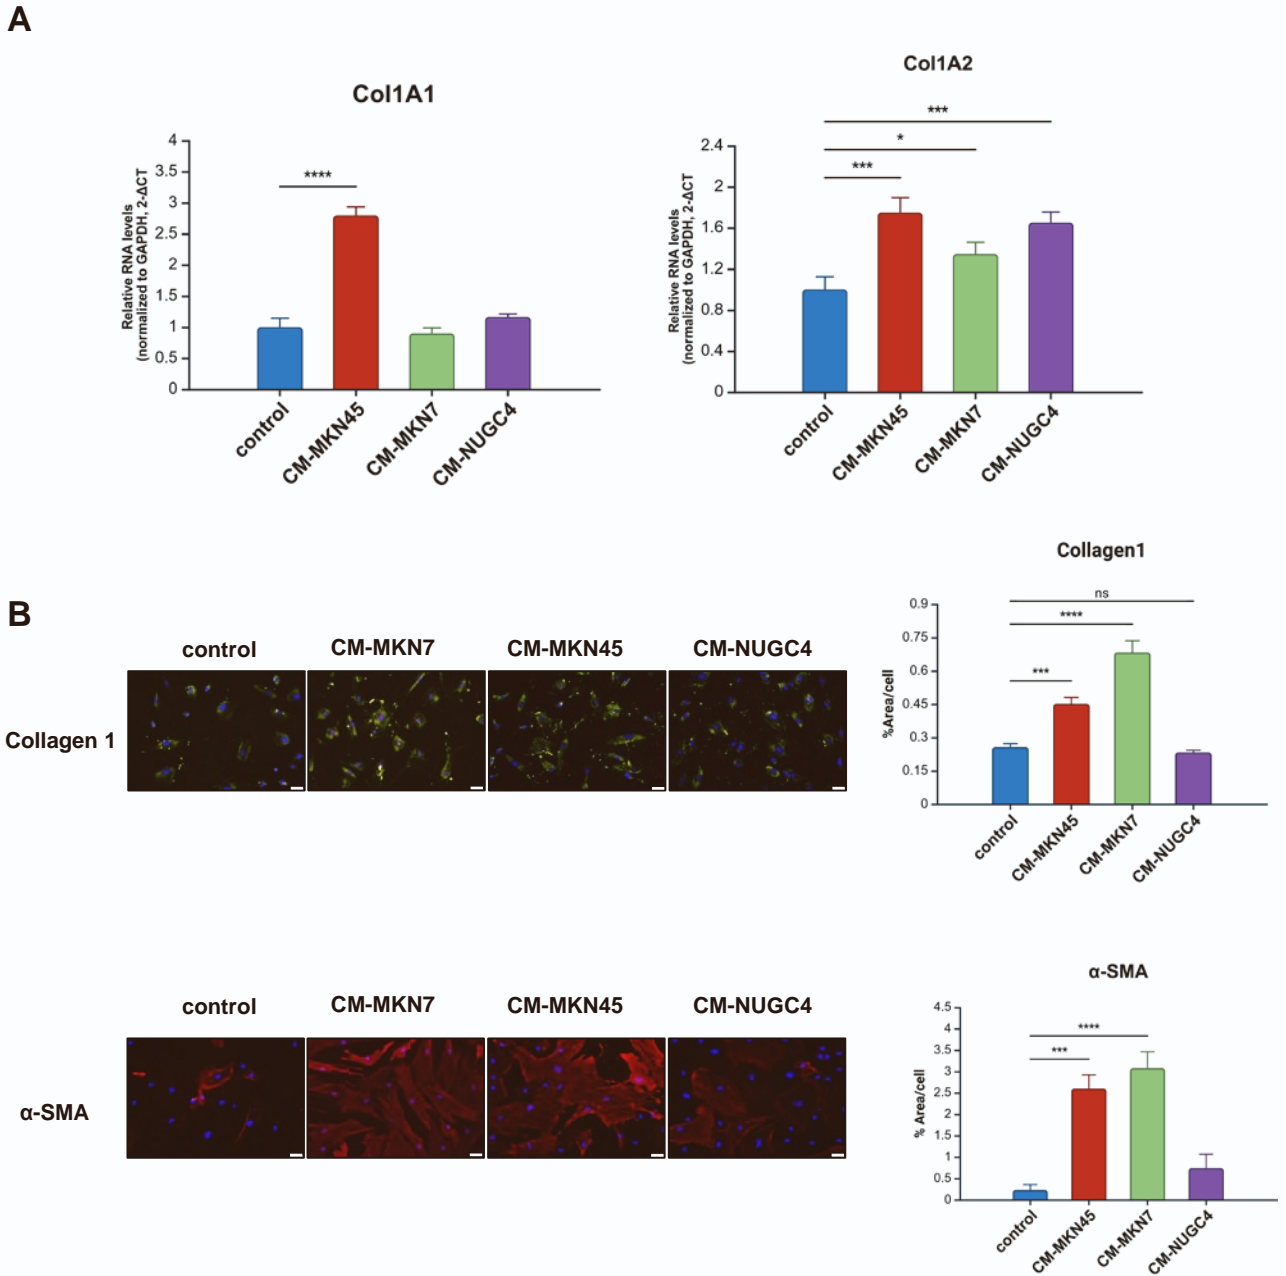 A
Col1A1
Relative RNA levels
(normalized to GAPDH, 2-ΔCT
4
3.5
3
2.5
2
1.5
1
0.5
0
****
control
CM-MKN45
CM-MKN7
CM-NUGC4
Col1A2
Relative RNA levels
(normalized to GAPDH, 2-ΔCT
2.4
2
1.6
1.2
0.8
0.4
0
***
*
***
control
CM-MKN45
CM-MKN7
CM-NUGC4
B
control
CM-MKN7
CM-MKN45
CM-NUGC4
Collagen 1
Collagen1
%Area/cell
0.9
0.75
0.6
0.45
0.3
0.15
0
ns
****
***
control
CM-MKN45
CM-MKN7
CM-NUGC4
control
CM-MKN7
CM-MKN45
CM-NUGC4
α-SMA
α-SMA
% Area/cell
4.5
4
3.5
3
2.5
2
1.5
1
0.5
0
****
***
control
CM-MKN45
CM-MKN7
CM-NUGC4